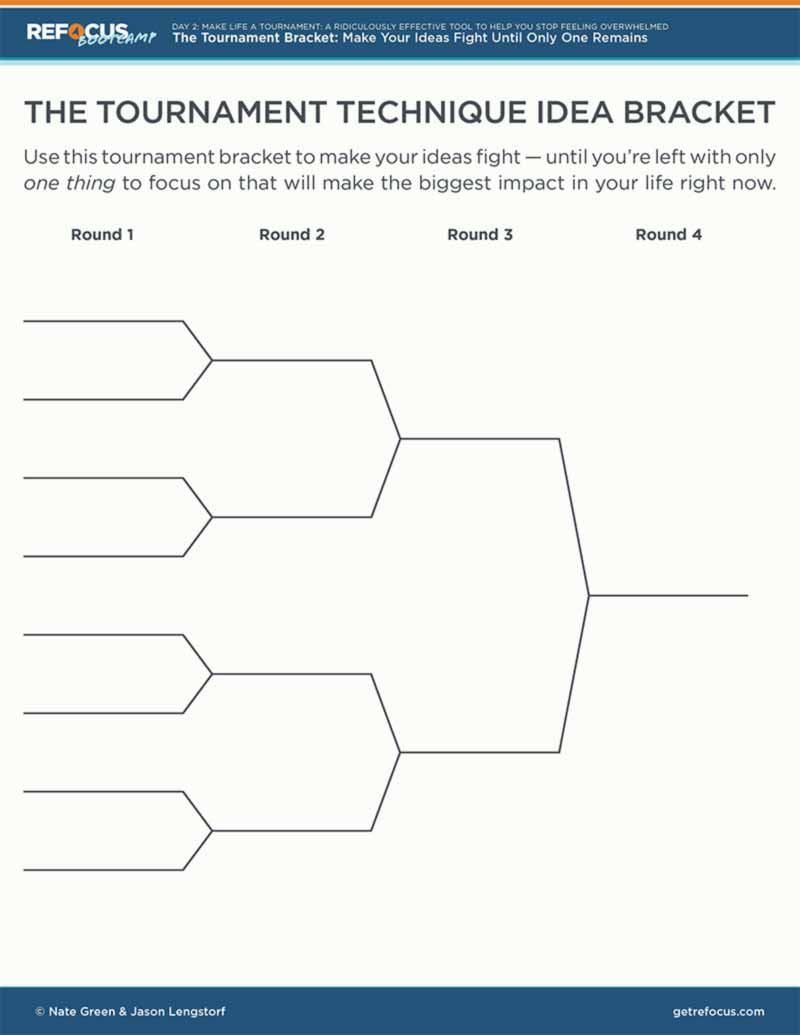 REFOCUS
BOOTCAMP
DAY 2: MAKE LIFE A TOURNAMENT: A RIDICULOUSLY EFFECTIVE TOOL TO HELP YOU STOP FEELING OVERWHELMED
The Tournament Bracket: Make Your Ideas Fight Until Only One Remains
THE TOURNAMENT TECHNIQUE IDEA BRACKET
Use this tournament bracket to make your ideas fight — until you’re left with only
one thing to focus on that will make the biggest impact in your life right now.
Round 1 Round 2 Round 3 Round 4
© Nate Green & Jason Lengstorf getrefocus.com